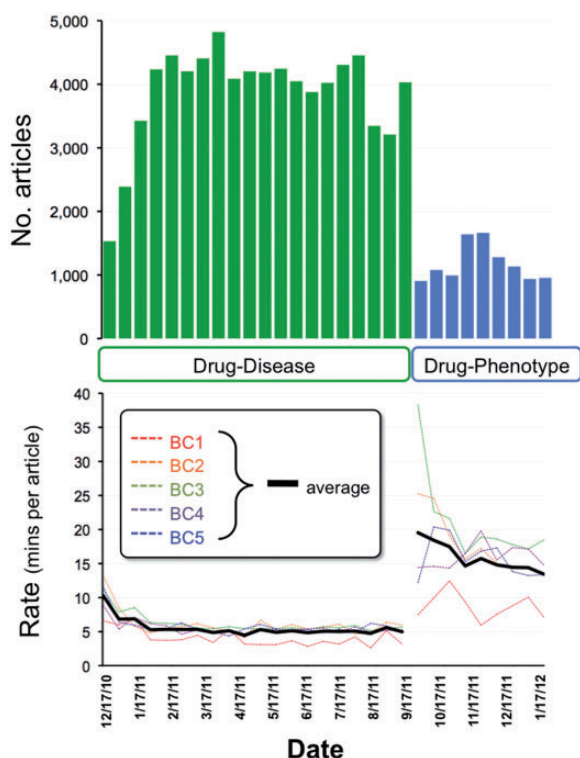 No. articles
5,000
4,000
3,000
2,000
1,000
0
Drug-Disease
Drug-Phenotype
Rate (mins per article)
40
35
30
25
20
15
10
5
0
BC1
BC2
BC3
BC4
BC5
average
12/17/10
1/17/11
2/17/11
3/17/11
4/17/11
5/17/11
6/17/11
7/17/11
8/17/11
9/17/11
10/17/11
11/17/11
12/17/11
1/17/12
Date